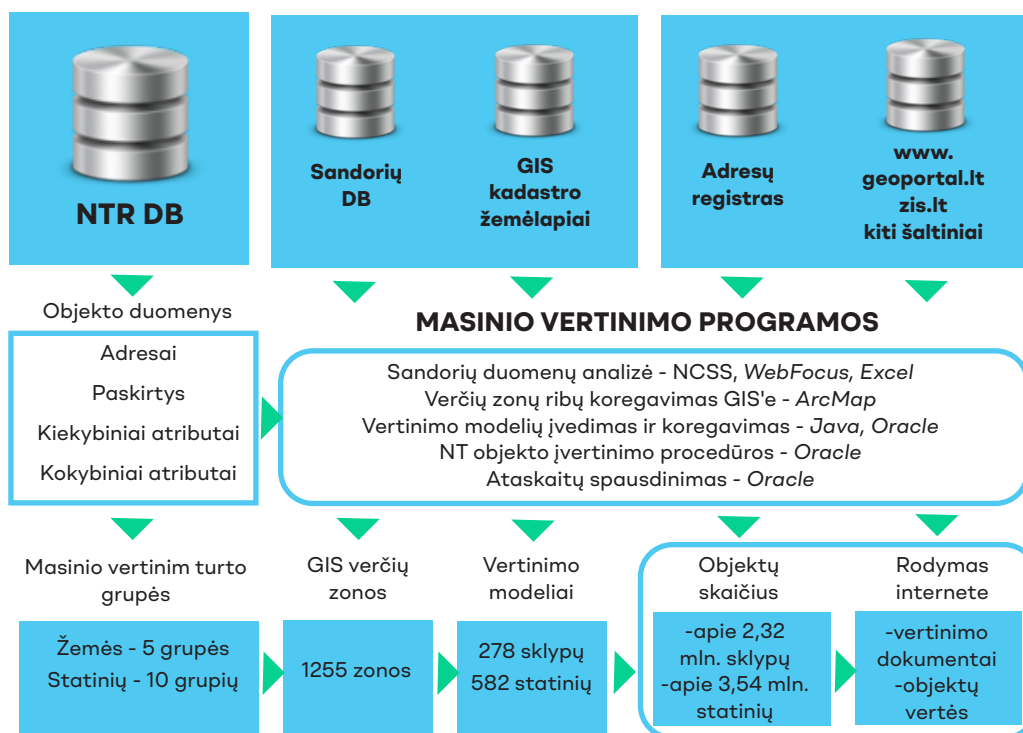 NTR DB
Sandorių
DB
GIS
kadastro
žemėlapiai
Adresų
registras
www.
geoportal.lt
zis.lt
kiti šaltiniai
Objekto duomenys
Adresai
Paskirtys
Kiekybiniai atributai
Kokybiniai atributai
MASINIO VERTINIMO PROGRAMOS
Sandorių duomenų analizė - NCSS, WebFocus, Excel
Verčių zonų ribų koregavimas GIS'e - ArcMap
Vertinimo modelių įvedimas ir koregavimas - Java, Oracle
NT objekto įvertinimo procedūros - Oracle
Ataskaitų spausdinimas - Oracle
Masinio vertinim turto
grupės
Žemės - 5 grupės
Statinių - 10 grupių
GIS verčių
zonos
1255 zonos
Vertinimo
modeliai
278 sklypų
582 statinių
Objektų
skaičius
-apie 2,32
mln. sklypų
-apie 3,54 mln.
statinių
Rodymas
internete
-vertinimo
dokumentai
-objektų
vertės